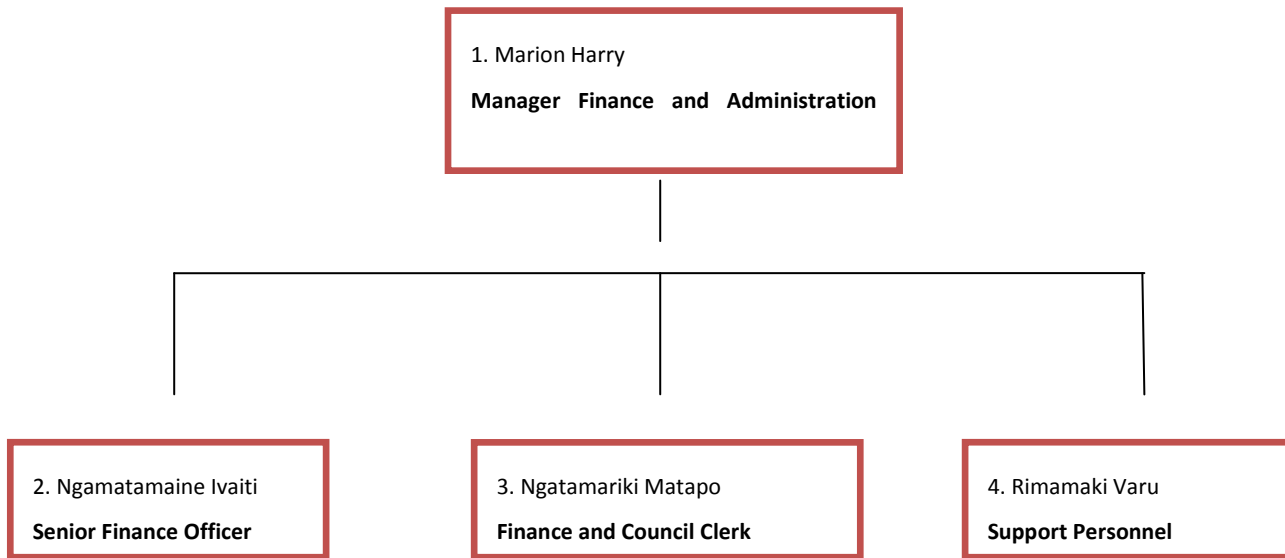 1. Marion Harry
Manager Finance and Administration
2. Ngamatamaine Ivaiti
Senior Finance Officer
3. Ngatamariki Matapo
Finance and Council Clerk
4. Rimamaki Varu
Support Personnel